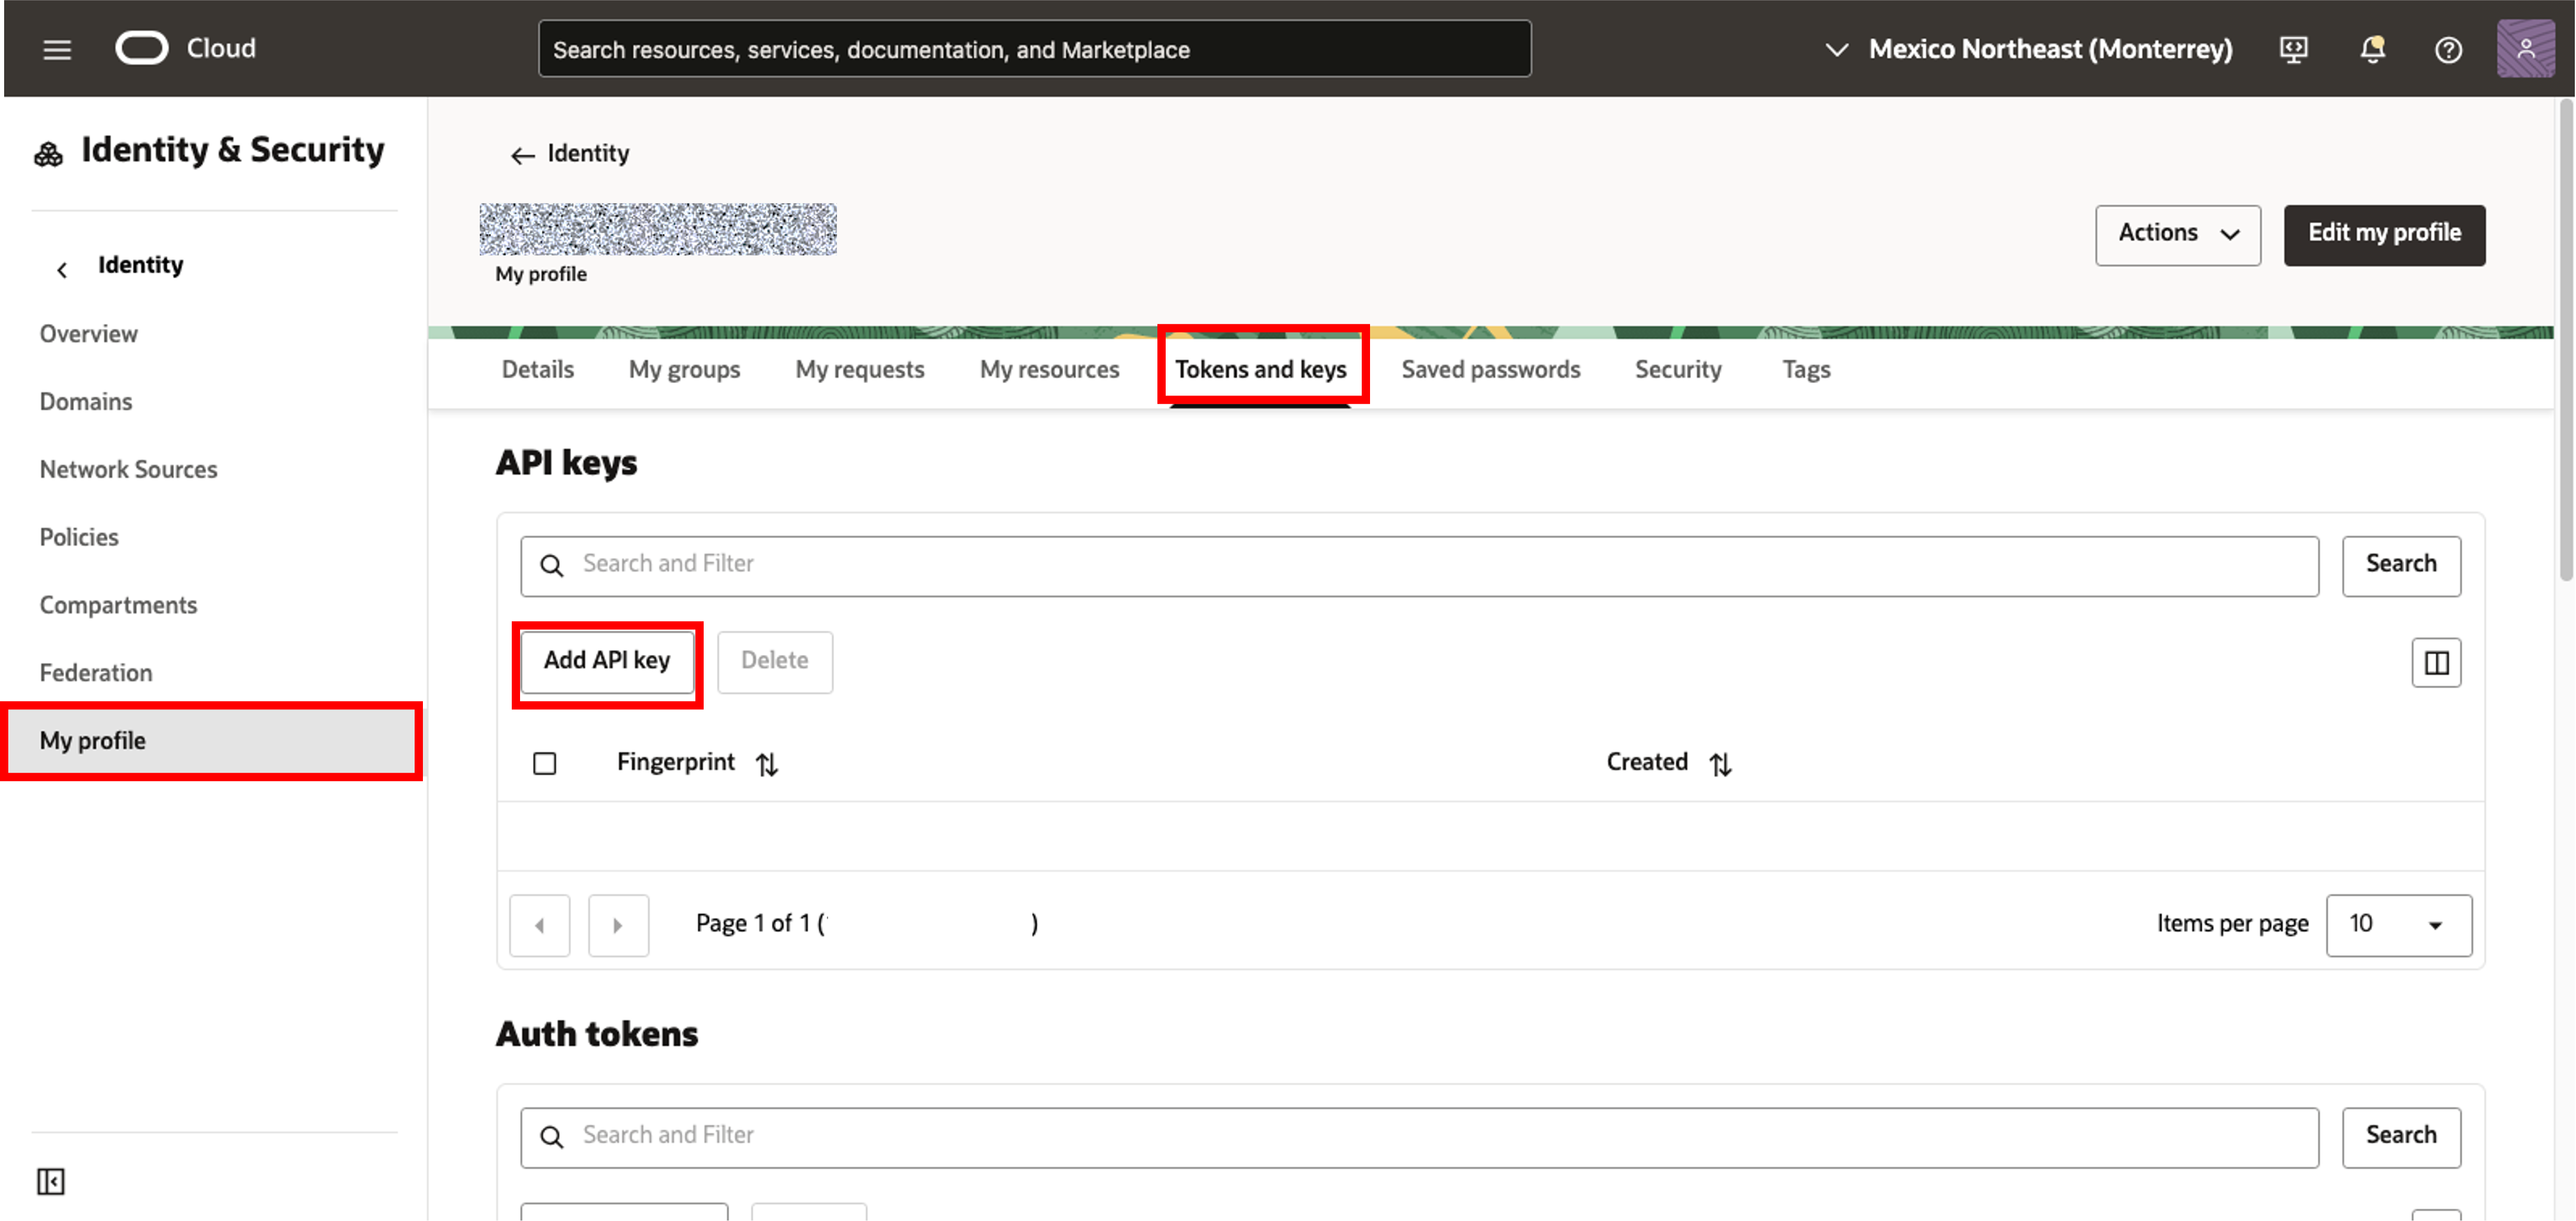 Cloud
Search resources, services, documentation, and Marketplace
Mexico Northeast (Monterrey)
Identity & Security
Identity
Overview
Domains
Network Sources
Policies
Compartments
Federation
My profile
Identity
My profile
Actions
Edit my profile
Details
My groups
My requests
My resources
Tokens and keys
Saved passwords
Security
Tags
API keys
Search and Filter
Search
Add API key
Delete
Fingerprint
Created
Page 1 of 1 ( )
Items per page
10
Auth tokens
Search and Filter
Search